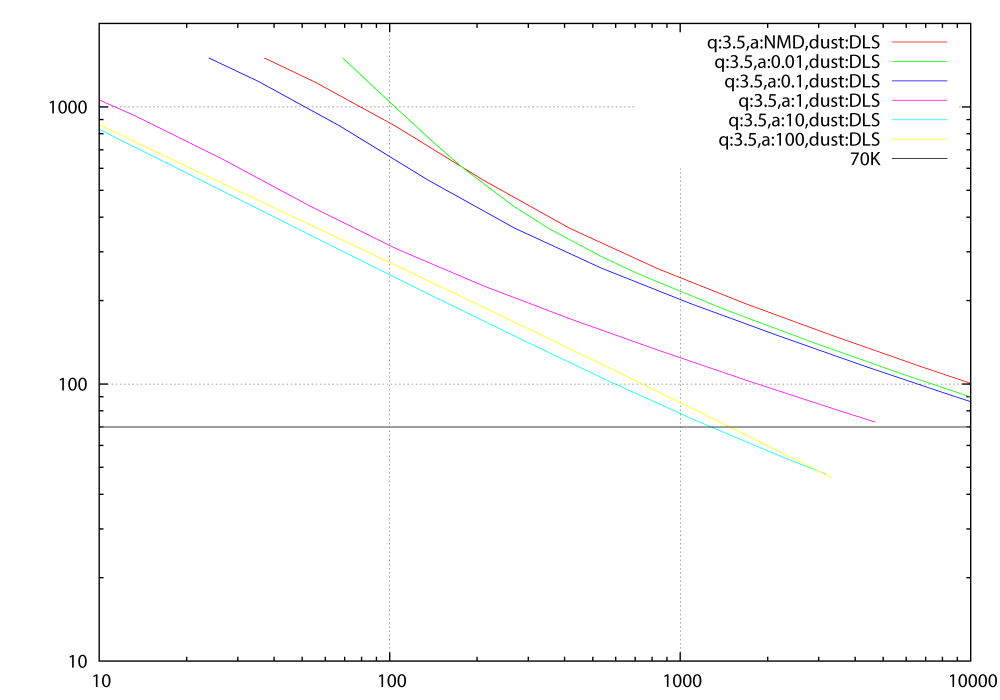 q:3.5,a:NMD,dust:DLS
q:3.5,a:0.01,dust:DLS
q:3.5,a:0.1,dust:DLS
q:3.5,a:1,dust:DLS
q:3.5,a:10,dust:DLS
q:3.5,a:100,dust:DLS
70K
1000
100
10
10 100 1000 10000